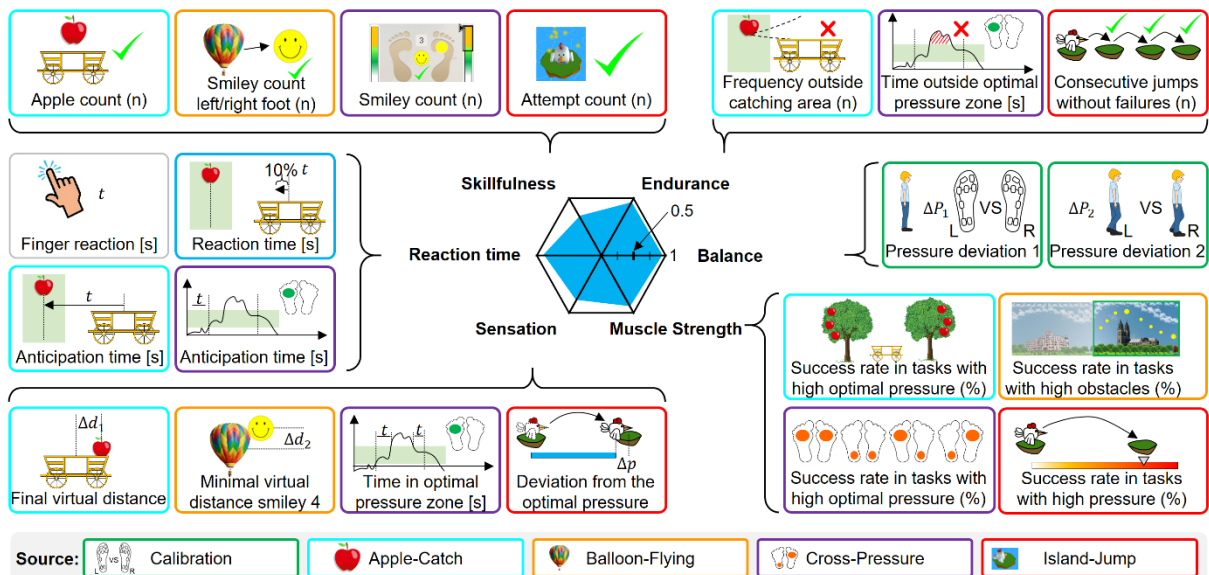 Apple count (n)
Smiley count
left/right foot (n)
3
Smiley count (n)
Attempt count (n)
Frequency outside
catching area (n)
Time outside optimal
pressure zone [s]
Consecutive jumps
without failures (n)
t
Finger reaction [s]
10% t
Reaction time [s]
t
Anticipation time [s]
t
Anticipation time [s]
Skillfulness
Endurance
0.5
Reaction time
1
Balance
Sensation
Muscle Strength
ΔP1
VS
L
R
Pressure deviation 1
ΔP2
VS
L
R
Pressure deviation 2
Success rate in tasks with
high optimal pressure (%)
Success rate in tasks
with high obstacles (%)
Success rate in tasks with
high optimal pressure (%)
Success rate in tasks
with high pressure (%)
Δd1
Final virtual distance
Δd2
Minimal virtual
distance smiley 4
t
t
Time in optimal
pressure zone [s]
Δp
Deviation from the
optimal pressure
Source:
VS
L
R
Calibration
Apple-Catch
Balloon-Flying
Cross-Pressure
Island-Jump